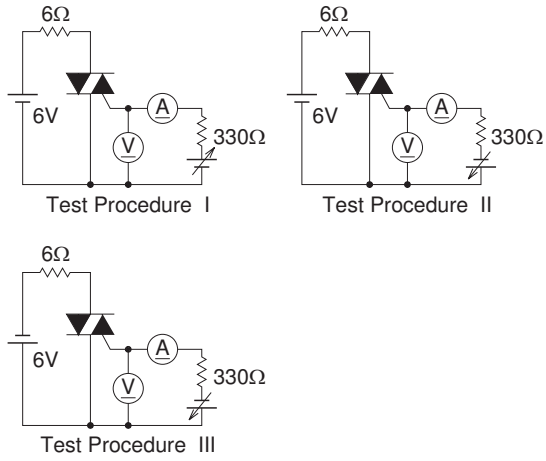 6Ω
6V
A
V
330Ω
Test Procedure I
6Ω
6V
A
V
330Ω
Test Procedure II
6Ω
6V
A
V
330Ω
Test Procedure III